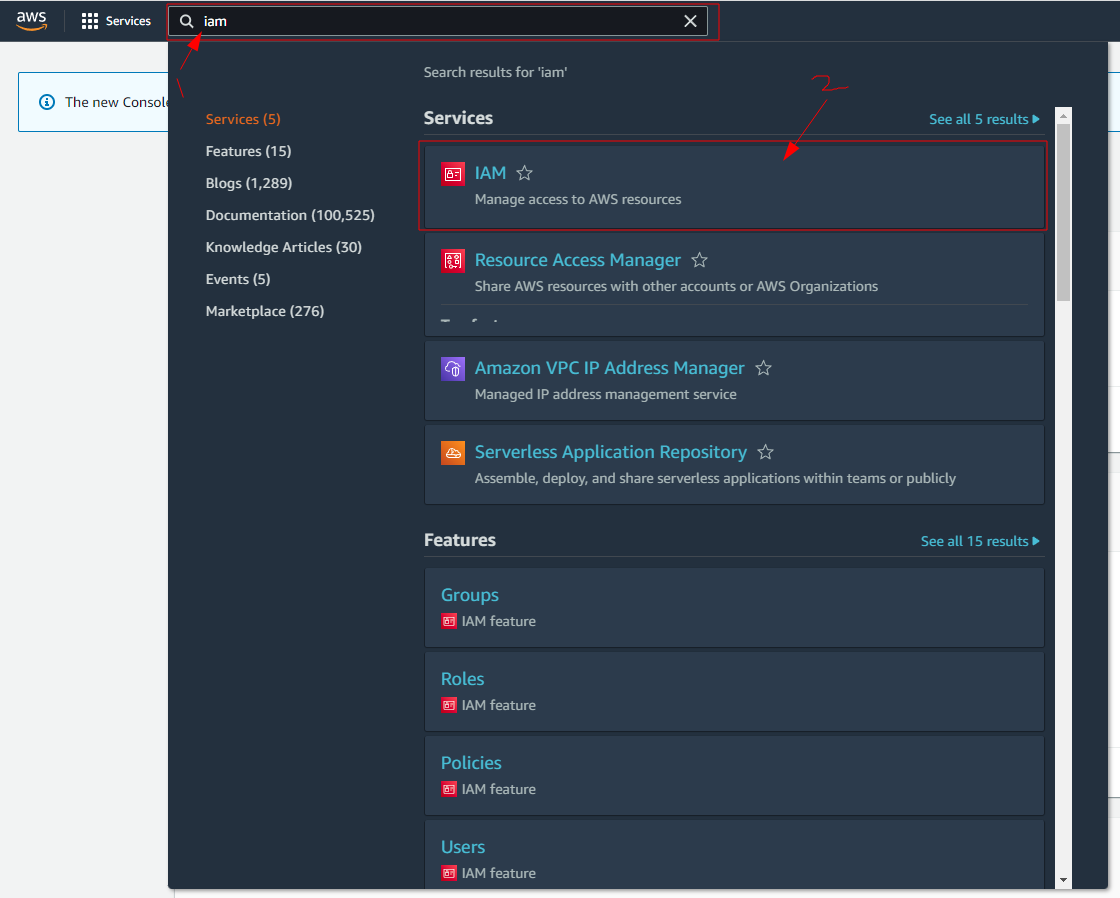 aws
Services
iam
1
Search results for 'iam'
2
The new Consol
Services (5)
Features (15)
Blogs (1,289)
Documentation (100,525)
Knowledge Articles (30)
Events (5)
Marketplace (276)
Services
See all 5 results
IAM
Manage access to AWS resources
Resource Access Manager
Share AWS resources with other accounts or AWS Organizations
Amazon VPC IP Address Manager
Managed IP address management service
Serverless Application Repository
Assemble, deploy, and share serverless applications within teams or publicly
Features
See all 15 results
Groups
IAM feature
Roles
IAM feature
Policies
IAM feature
Users
IAM feature